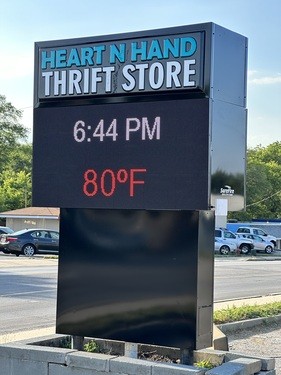 HEART N HAND
THRIFT STORE
6:44 PM
80ºF